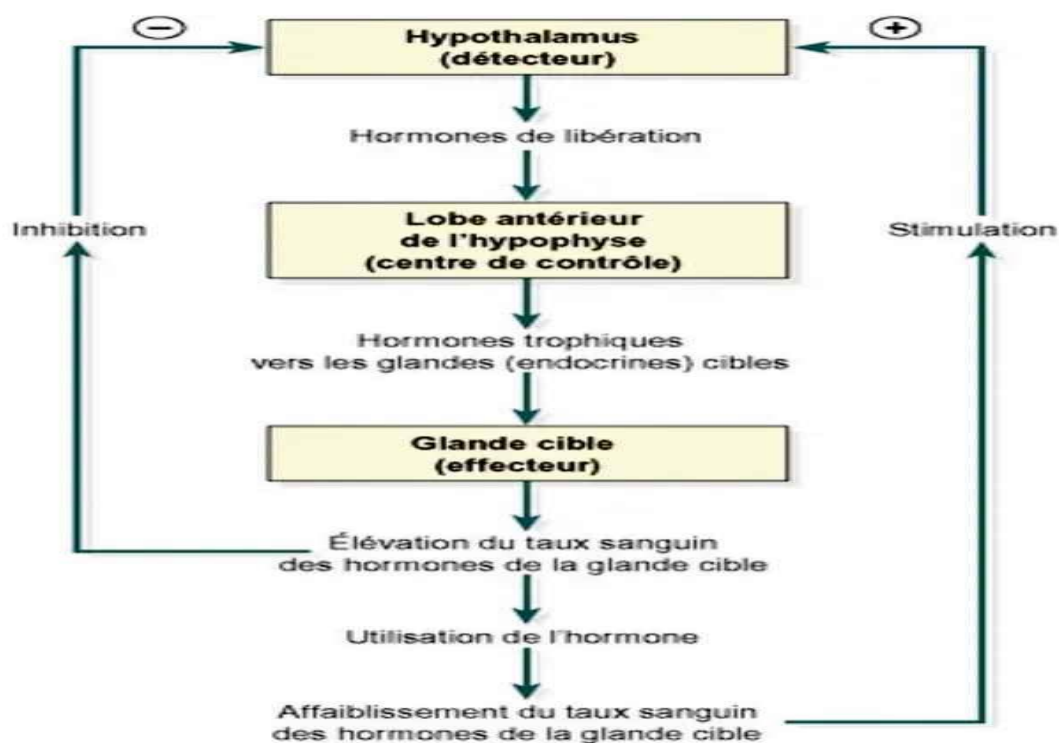 −
+
Hypothalamus
(détecteur)
Hormones de libération
Lobe antérieur
de l'hypophyse
(centre de contrôle)
Inhibition
Stimulation
Hormones trophiques
vers les glandes (endocrines) cibles
Glande cible
(effecteur)
Élévation du taux sanguin
des hormones de la glande cible
Utilisation de l'hormone
Affaiblissement du taux sanguin
des hormones de la glande cible